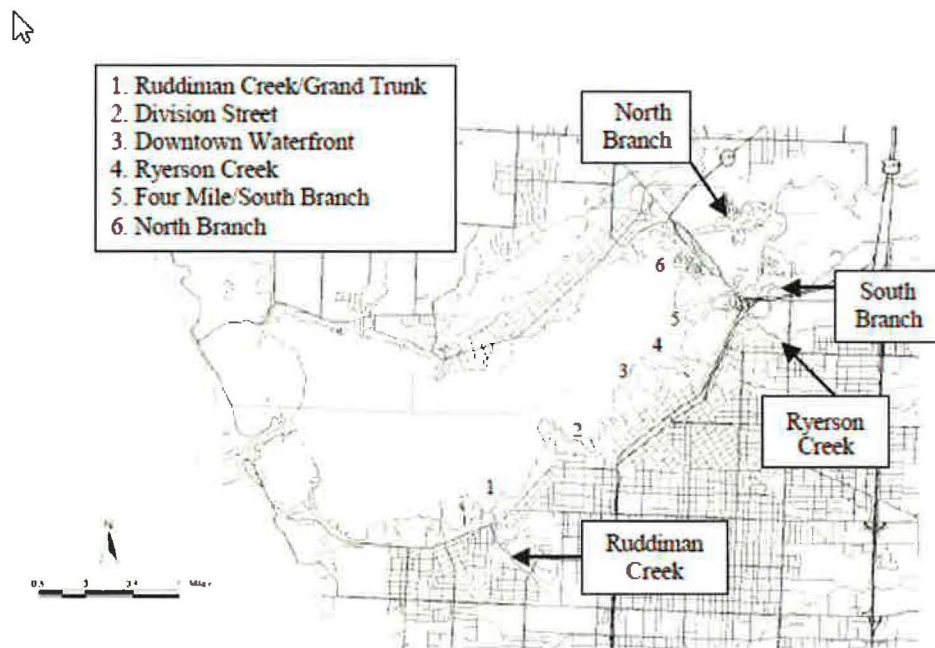 1. Ruddiman Creek/Grand Trunk
2. Division Street
3. Downtown Waterfront
4. Ryerson Creek
5. Four Mile/South Branch
6. North Branch
North
Branch
6
South
Branch
5
4
3
Ryerson
Creek
2
1
Ruddiman
Creek
N